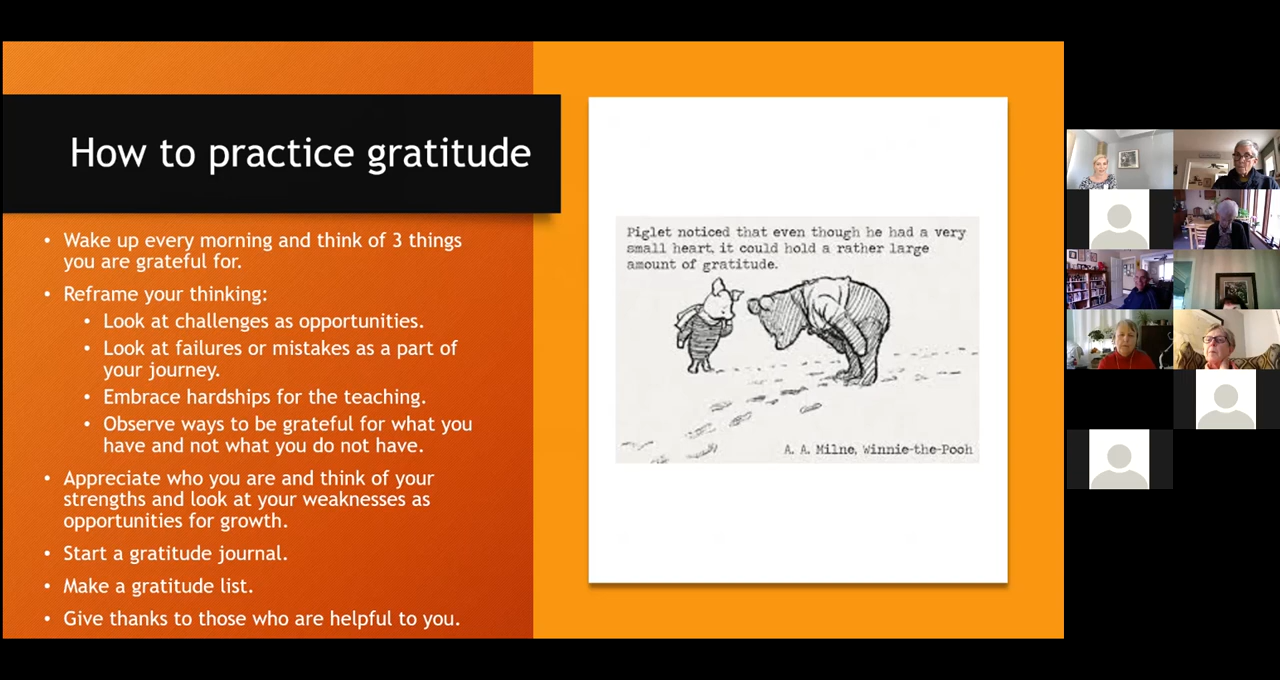 How to practice gratitude
• Wake up every morning and think of 3 things
you are grateful for.
• Reframe your thinking:
• Look at challenges as opportunities.
• Look at failures or mistakes as a part of
your journey.
• Embrace hardships for the teaching.
• Observe ways to be grateful for what you
have and not what you do not have.
• Appreciate who you are and think of your
strengths and look at your weaknesses as
opportunities for growth.
• Start a gratitude journal.
• Make a gratitude list.
• Give thanks to those who are helpful to you.
Piglet noticed that even though he had a very
small heart, it could hold a rather large
amount of gratitude.
A. A. Milne, Winnie-the-Pooh